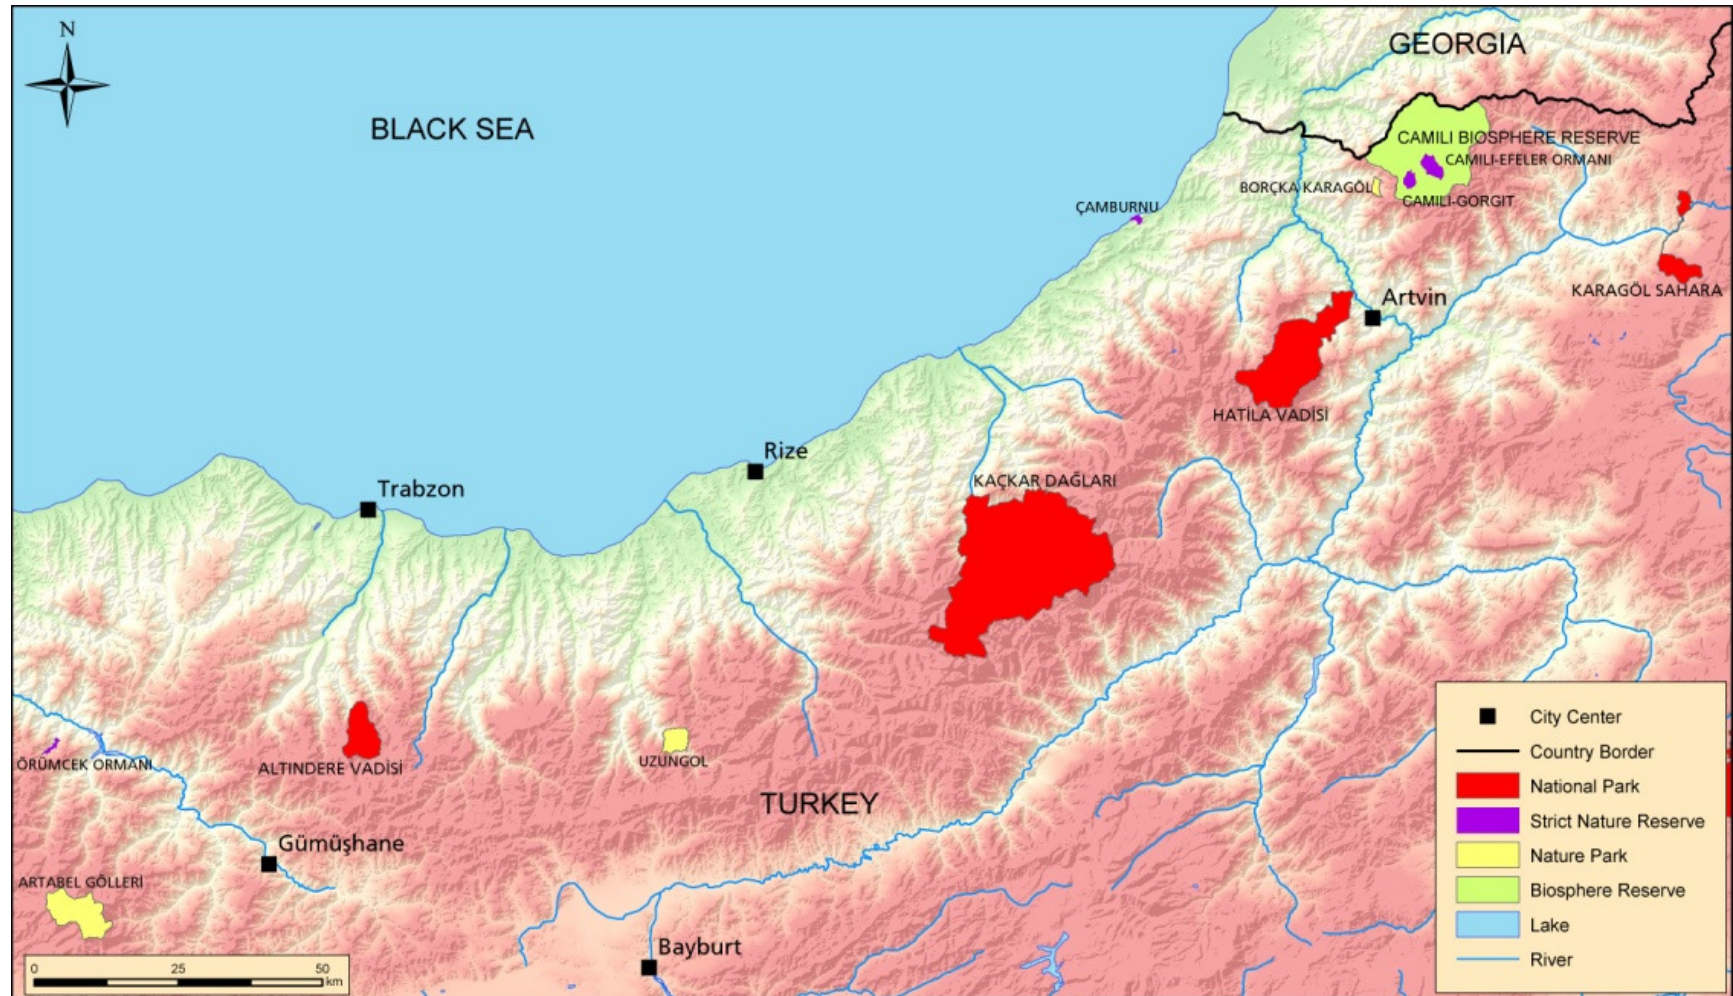 N
GEORGIA
BLACK SEA
CAMILI BIOSPHERE RESERVE
CAMILI-EFELER ORMANI
BORÇKA KARAGÖL
CAMILI-GORGIT
ÇAMBURNU
KARAGÖL SAHARA
Artvin
HATİLA VADİSİ
Rize
KAÇKAR DAĞLARI
Trabzon
ÖRÜMCEK ORMANI
ALTINDERE VADİSİ
UZUNGOL
TURKEY
Gümüşhane
ARTABEL GÖLLERİ
Bayburt
0 25 50
km
City Center
Country Border
National Park
Strict Nature Reserve
Nature Park
Biosphere Reserve
Lake
River